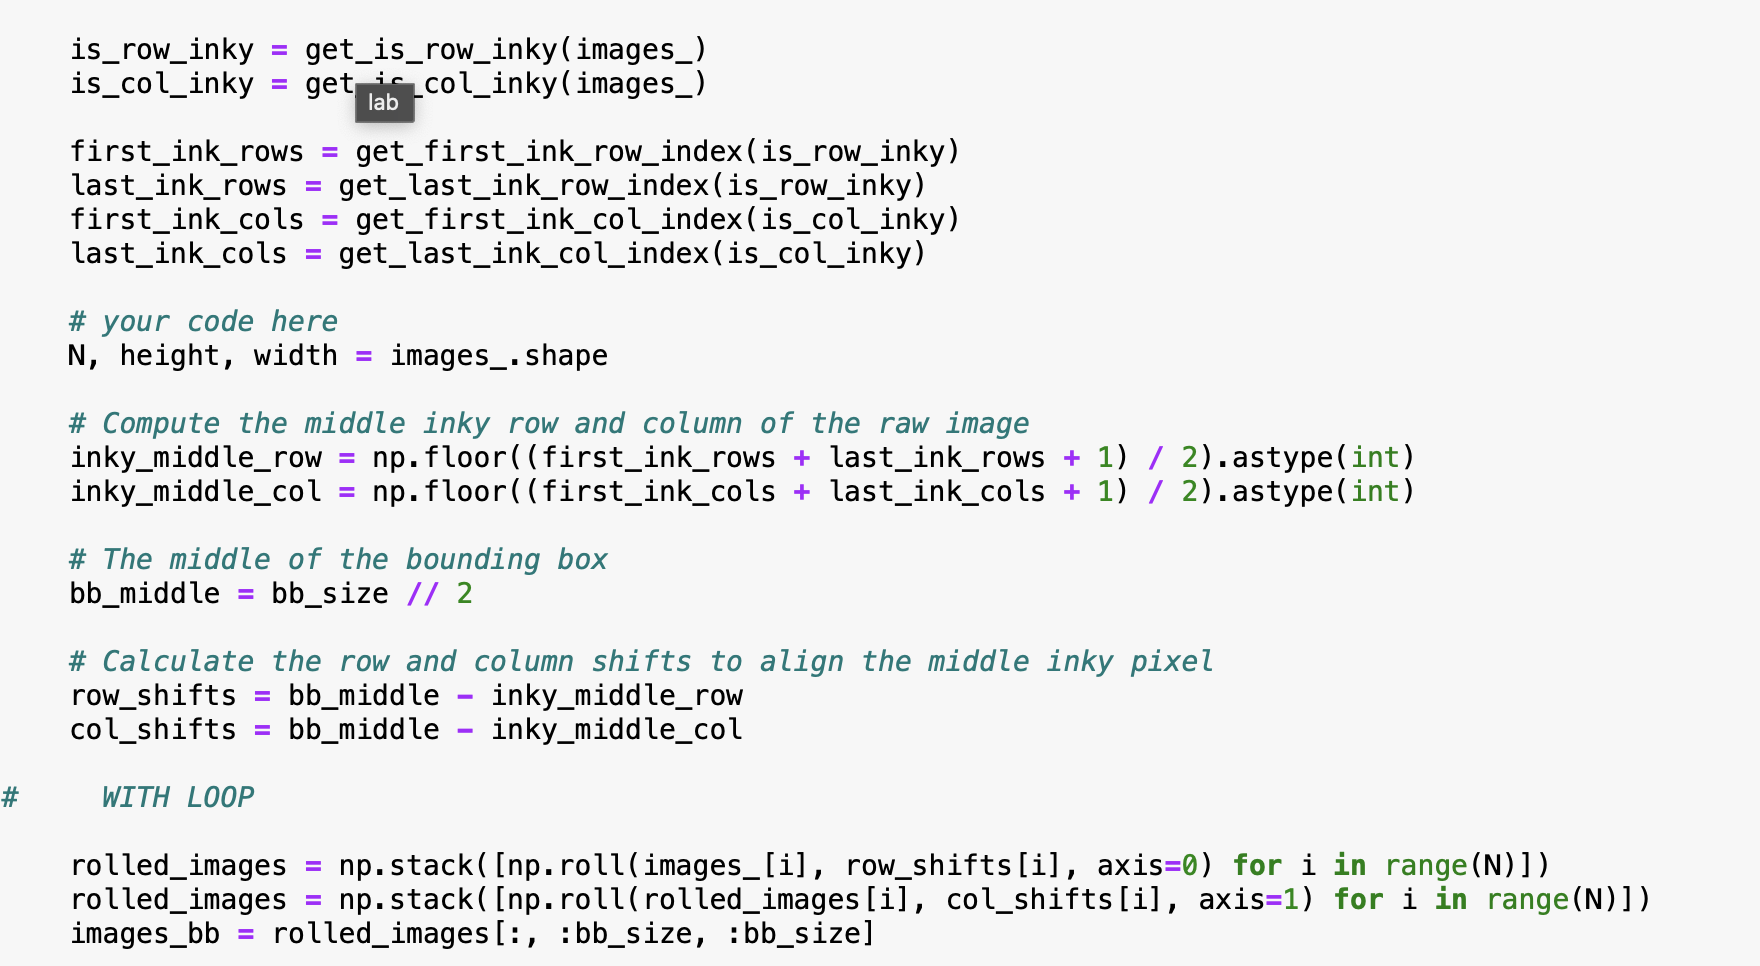 is_row_inky = get_is_row_inky(images_)
is_col_inky = get_is_col_inky(images_)
lab
first_ink_rows = get_first_ink_row_index(is_row_inky)
last_ink_rows = get_last_ink_row_index(is_row_inky)
first_ink_cols = get_first_ink_col_index(is_col_inky)
last_ink_cols = get_last_ink_col_index(is_col_inky)
# your code here
N, height, width = images_.shape
# Compute the middle inky row and column of the raw image
inky_middle_row = np.floor((first_ink_rows + last_ink_rows + 1) / 2).astype(int)
inky_middle_col = np.floor((first_ink_cols + last_ink_cols + 1) / 2).astype(int)
# The middle of the bounding box
bb_middle = bb_size // 2
# Calculate the row and column shifts to align the middle inky pixel
row_shifts = bb_middle - inky_middle_row
col_shifts = bb_middle - inky_middle_col
#     WITH LOOP
rolled_images = np.stack([np.roll(images_[i], row_shifts[i], axis=0) for i in range(N)])
rolled_images = np.stack([np.roll(rolled_images[i], col_shifts[i], axis=1) for i in range(N)])
images_bb = rolled_images[:, :bb_size, :bb_size]